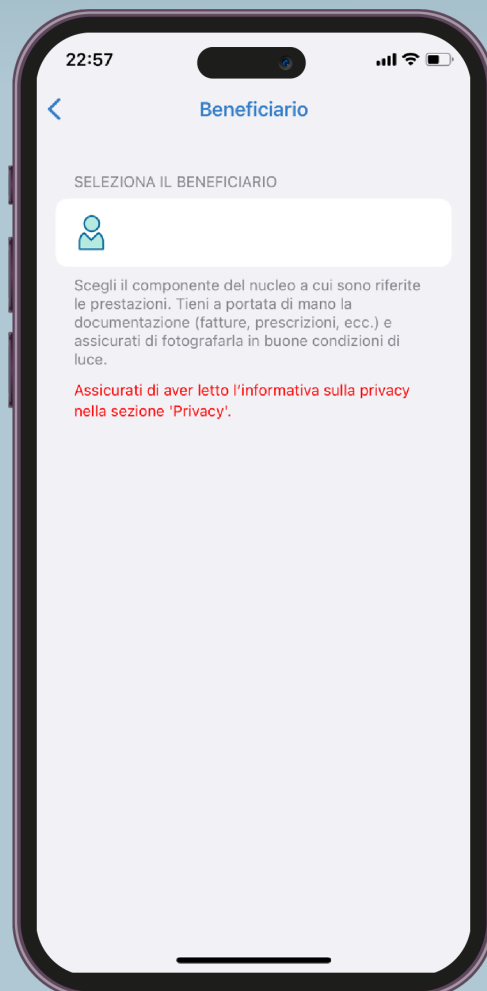 22:57
Beneficiario
SELEZIONA IL BENEFICIARIO
Scegli il componente del nucleo a cui sono riferite
le prestazioni. Tieni a portata di mano la
documentazione (fatture, prescrizioni, ecc.) e
assicurati di fotografarla in buone condizioni di
luce.
Assicurati di aver letto l'informativa sulla privacy
nella sezione 'Privacy'.